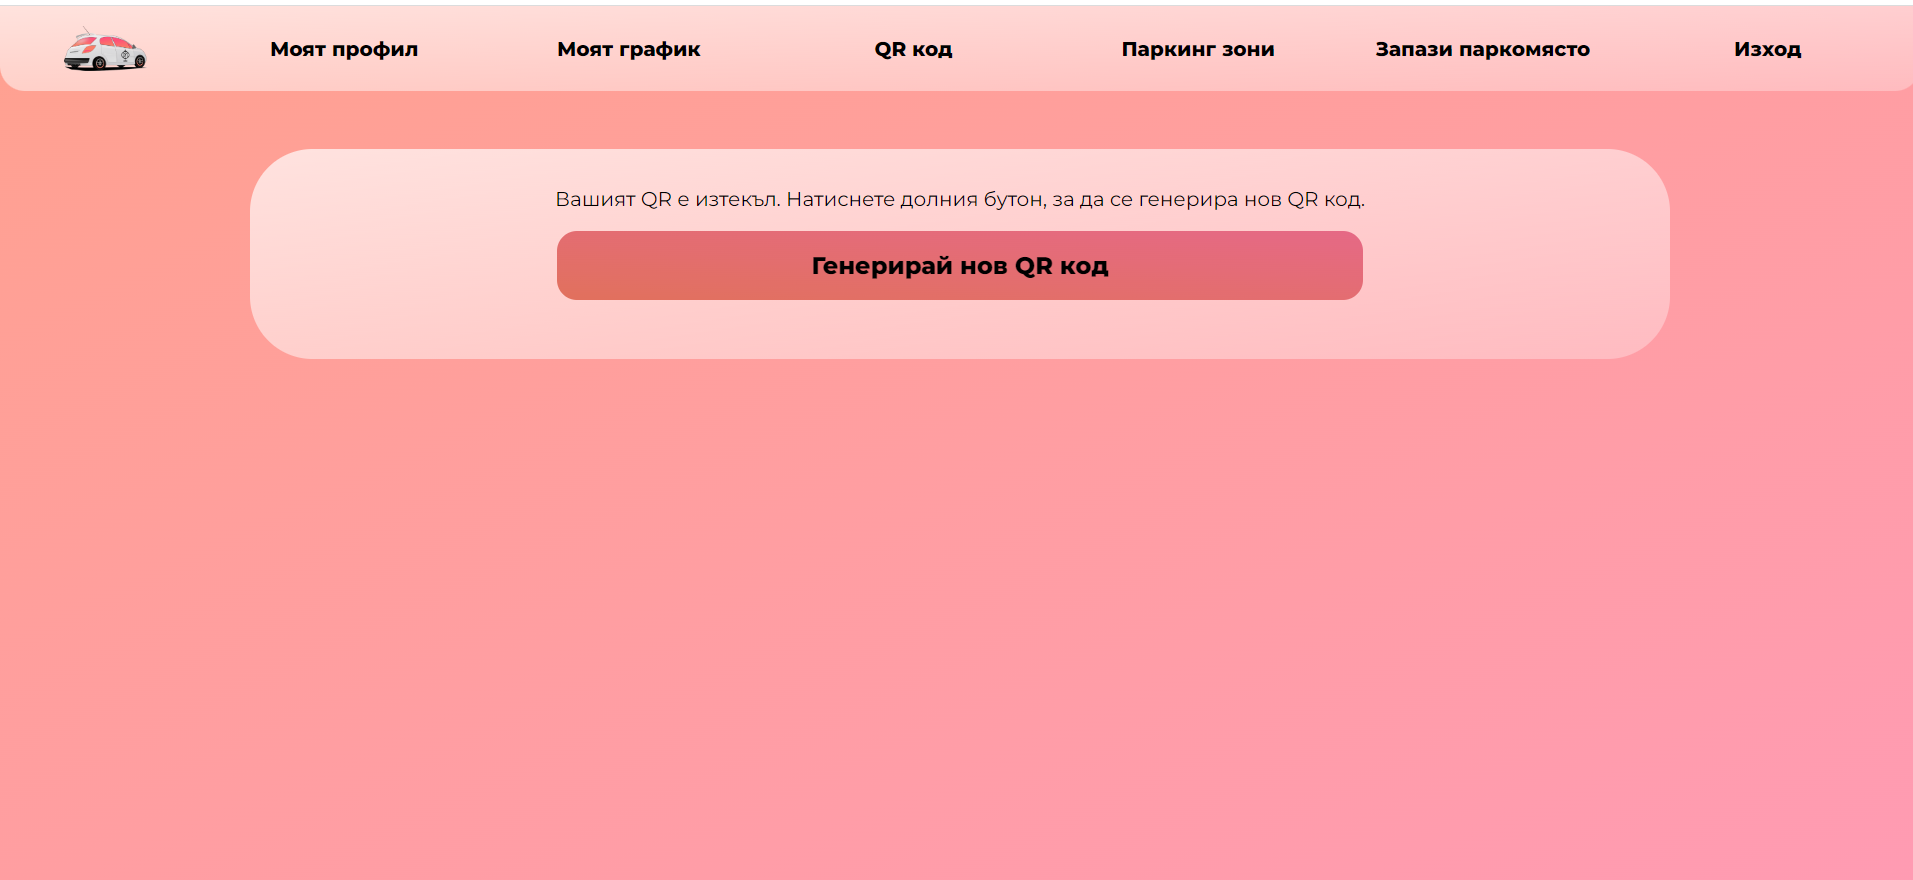 Моят профил
Моят график
QR код
Паркинг зони
Запази паркомясто
Изход
Вашият QR е изтекъл. Натиснете долния бутон, за да се генерира нов QR код.
Генерирай нов QR код